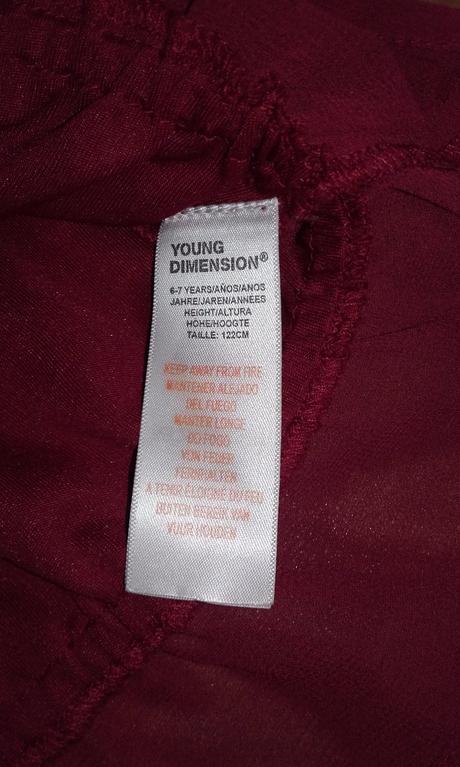 YOUNG
DIMENSION®
6-7 YEARS/AÑOS/ANOS
JAHRE/JAREN/ANNÉES
HEIGHT/ALTURA
HÖHE/HOOGTE
TAILLE: 122CM
KEEP AWAY FROM FIRE
MANTENER ALEJADO
DEL FUEGO
MANTER LONGE
DO FOGO
VON FEUER
FERNHALTEN
A TENIR ÉLOIGNÉ DU FEU
BUITEN BEREIK VAN
VUUR HOUDEN